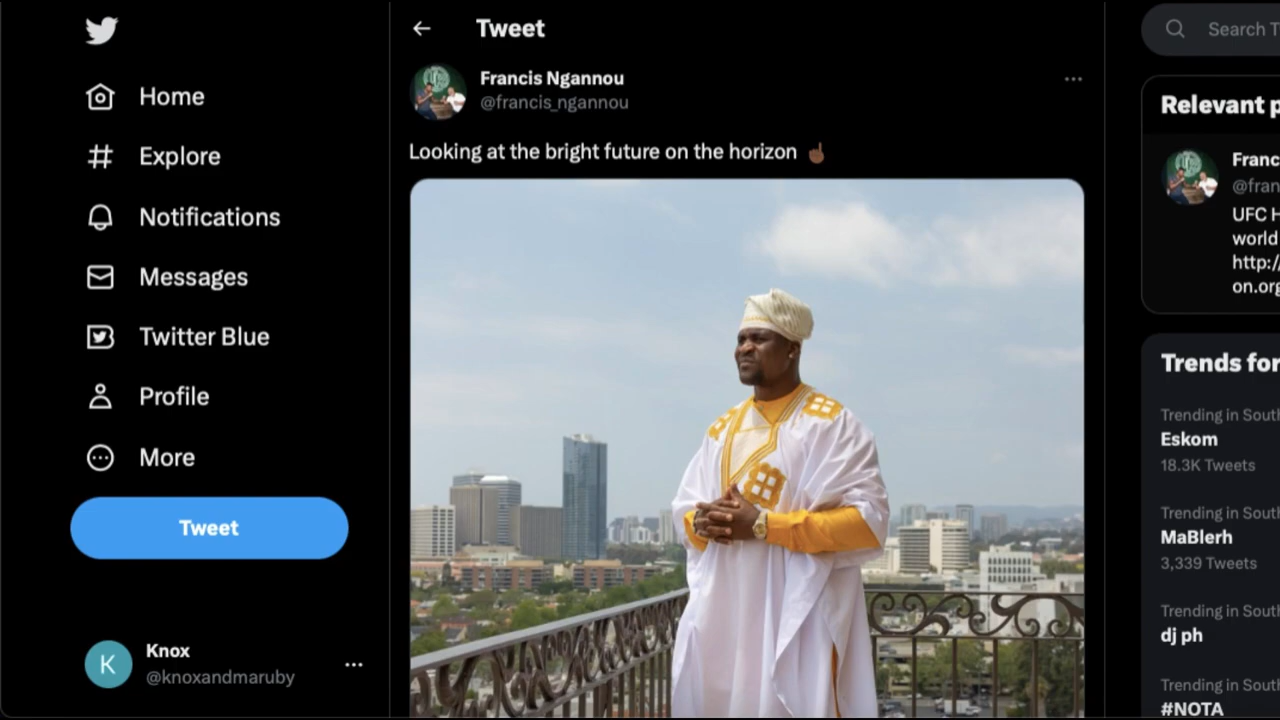 Home
Explore
Notifications
Messages
Twitter Blue
Profile
More
Tweet
K
Knox
@knoxandmaruby
Tweet
Francis Ngannou
@francis_ngannou
Looking at the bright future on the horizon ☝🏾
Search T
Relevant p
Franc
@fran
UFC H
world
http:/
on.org
Trends for
Trending in South
Eskom
18.3K Tweets
Trending in South
MaBlerh
3,339 Tweets
Trending in South
dj ph
Trending in South
#NOTA